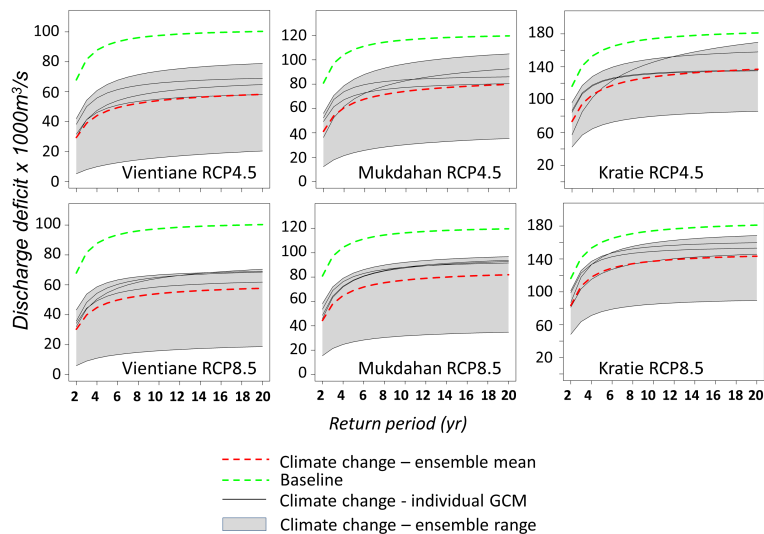 Discharge deficit x 1000m³/s
100
80
60
40
20
0
Vientiane RCP4.5
120
100
80
60
40
20
0
Mukdahan RCP4.5
180
140
100
60
20
Kratie RCP4.5
100
80
60
40
20
0
2 4 6 8 10 12 14 16 18 20
Vientiane RCP8.5
120
100
80
60
40
20
0
2 4 6 8 10 12 14 16 18 20
Mukdahan RCP8.5
180
140
100
60
20
2 4 6 8 10 12 14 16 18 20
Kratie RCP8.5
Return period (yr)
Climate change – ensemble mean
Baseline
Climate change - individual GCM
Climate change – ensemble range